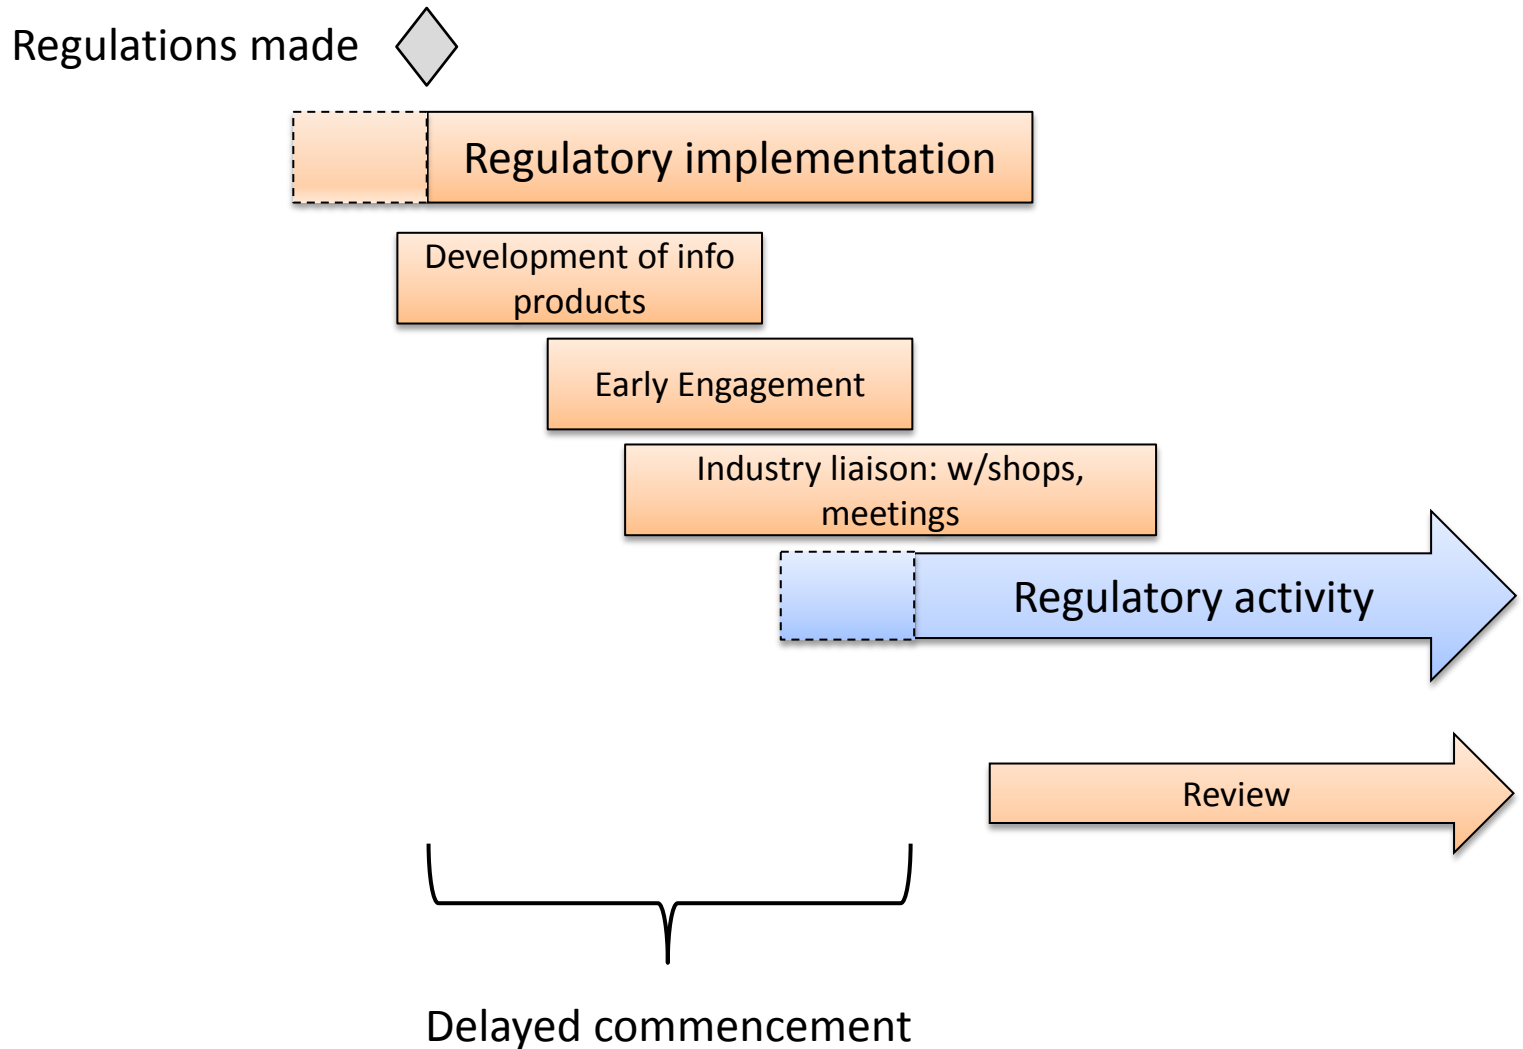 Regulations made
Regulatory implementation
Development of info
products
Early Engagement
Industry liaison: w/shops,
meetings
Regulatory activity
Review
Delayed commencement